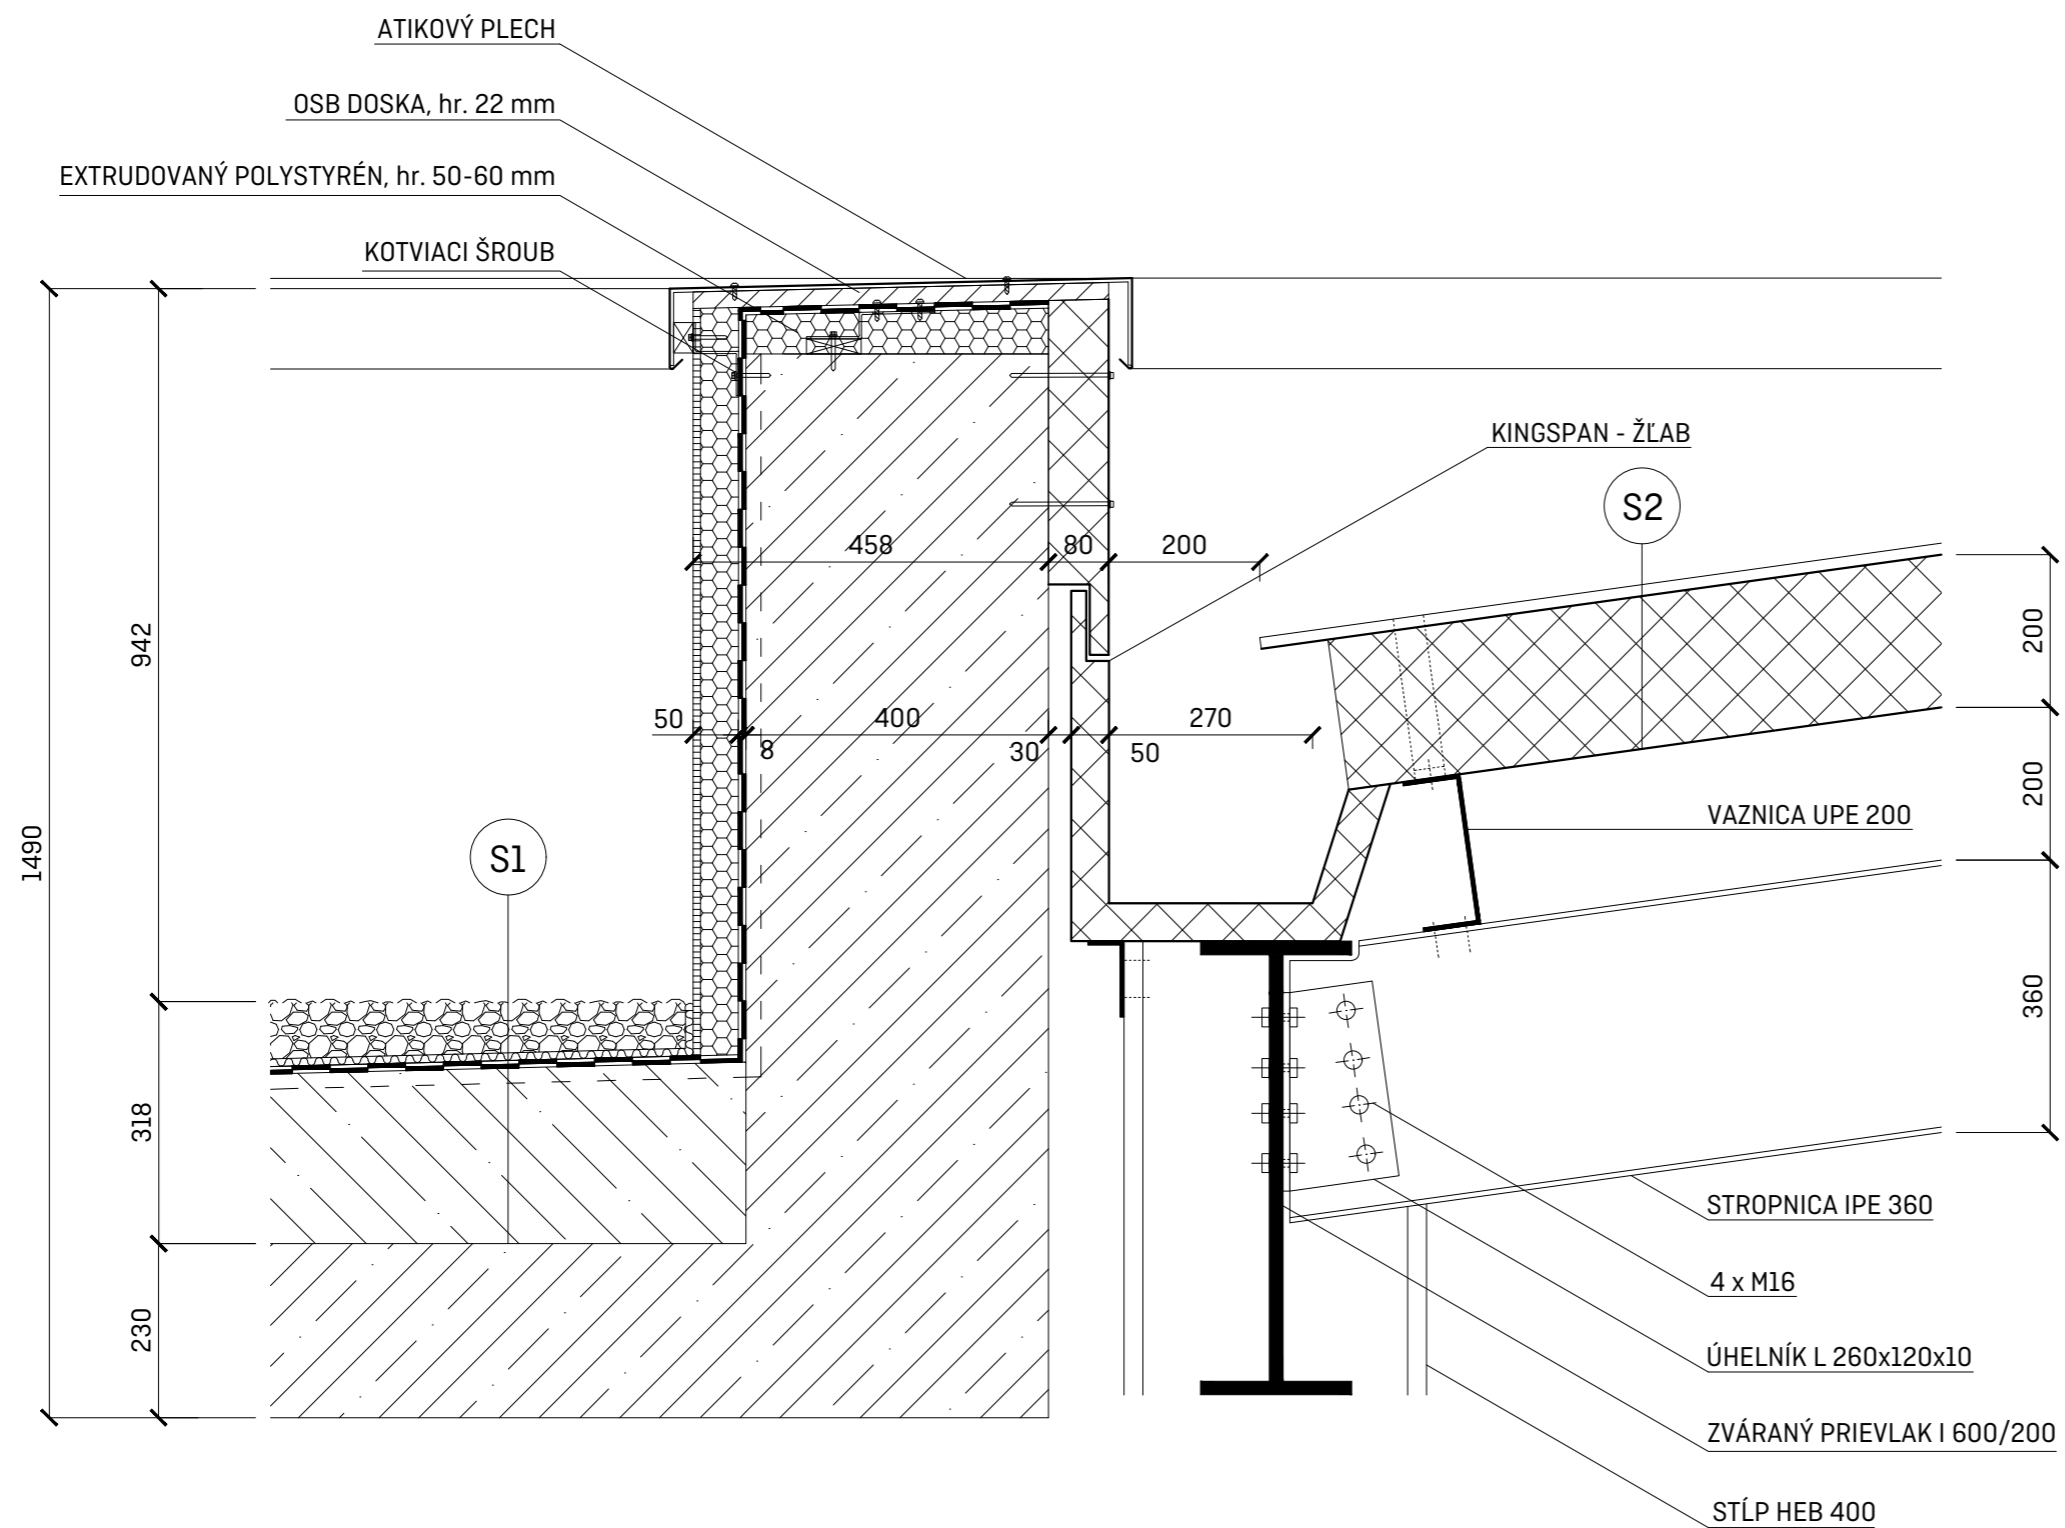 ATIKOVÝ PLECH
OSB DOSKA, hr. 22 mm
EXTRUDOVANÝ POLYSTYRÉN, hr. 50-60 mm
KOTVIACI ŠROUB
KINGSPAN - ŽĽAB
S2
458
80
200
200
942
50
400
270
8
30
50
200
VAZNICA UPE 200
1490
S1
360
318
STROPNICA IPE 360
4 x M16
230
ÚHELNÍK L 260x120x10
ZVÁRANÝ PRIEVLAK I 600/200
STĹP HEB 400